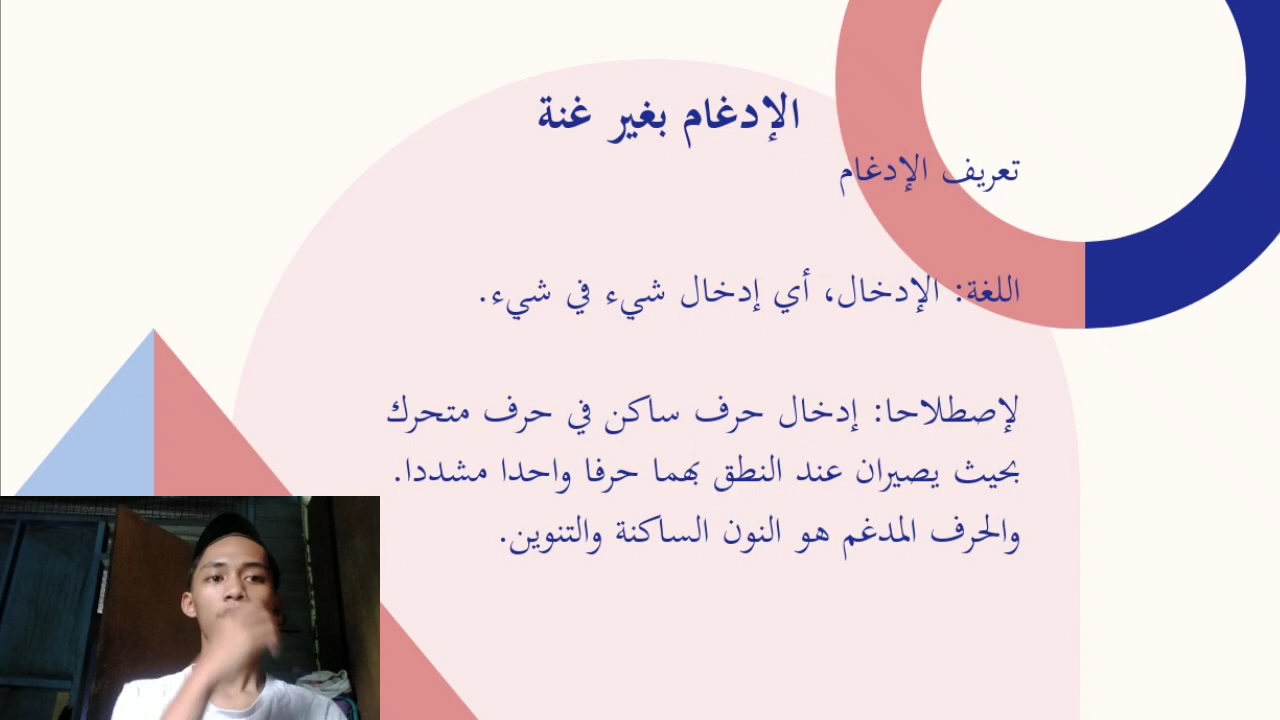 الإدغام بغير غنة
تعريف الإدغام
اللغة: الإدخال، أي إدخال شيء في شيء.
لإصطلاحا: إدخال حرف ساكن في حرف متحرك
بحيث يصيران عند النطق بهما حرفا واحدا مشددا.
والحرف المدغم هو النون الساكنة والتنوين.